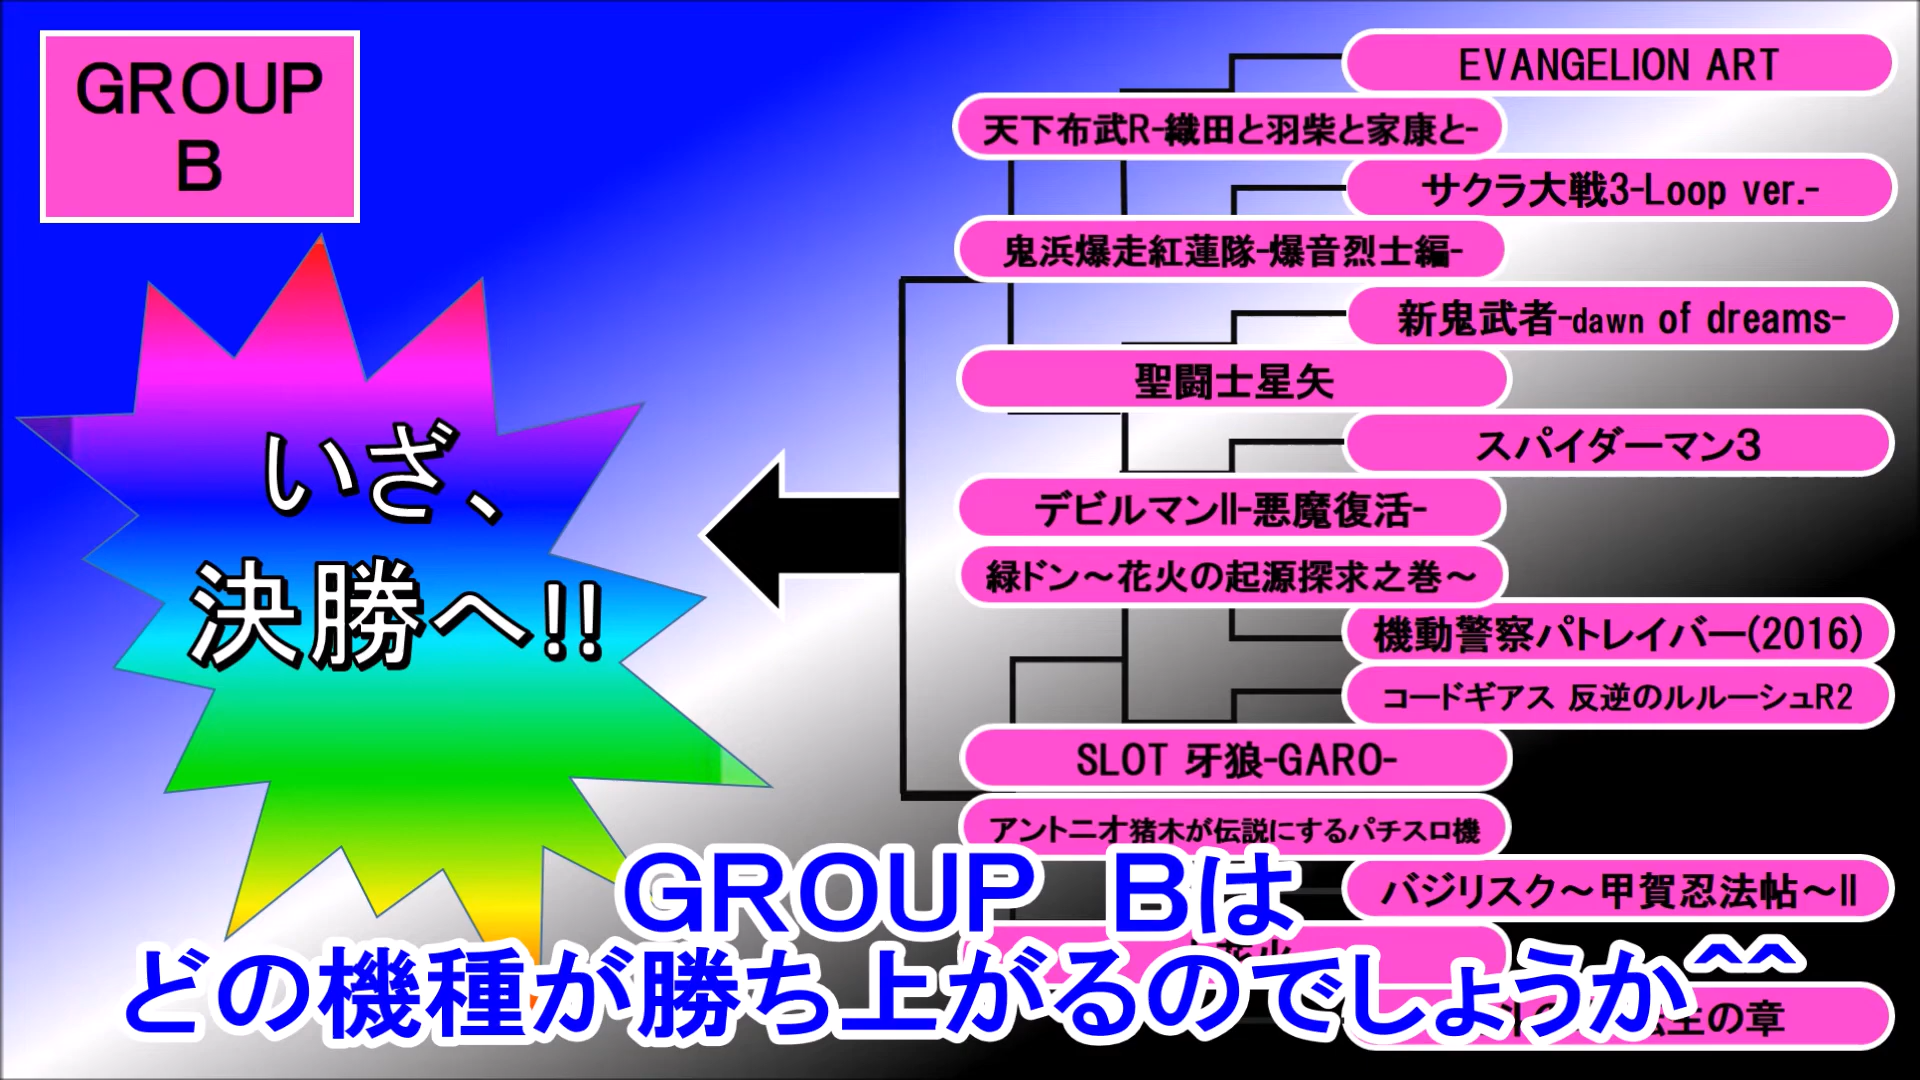 GROUP
B
EVANGELION ART
天下布武R-織田と羽柴と家康と-
サクラ大戦3-Loop ver.-
鬼浜爆走紅蓮隊-爆音烈士編-
新鬼武者-dawn of dreams-
聖闘士星矢
スパイダーマン3
デビルマンII-悪魔復活-
緑ドン～花火の起源探求之巻～
機動警察パトレイバー(2016)
コードギアス 反逆のルルーシュR2
SLOT 牙狼-GARO-
アントニオ猪木が伝説にするパチスロ機
バジリスク～甲賀忍法帖～II
の章
いざ、
決勝へ!!
GROUP Bは
どの機種が勝ち上がるのでしょうか^^